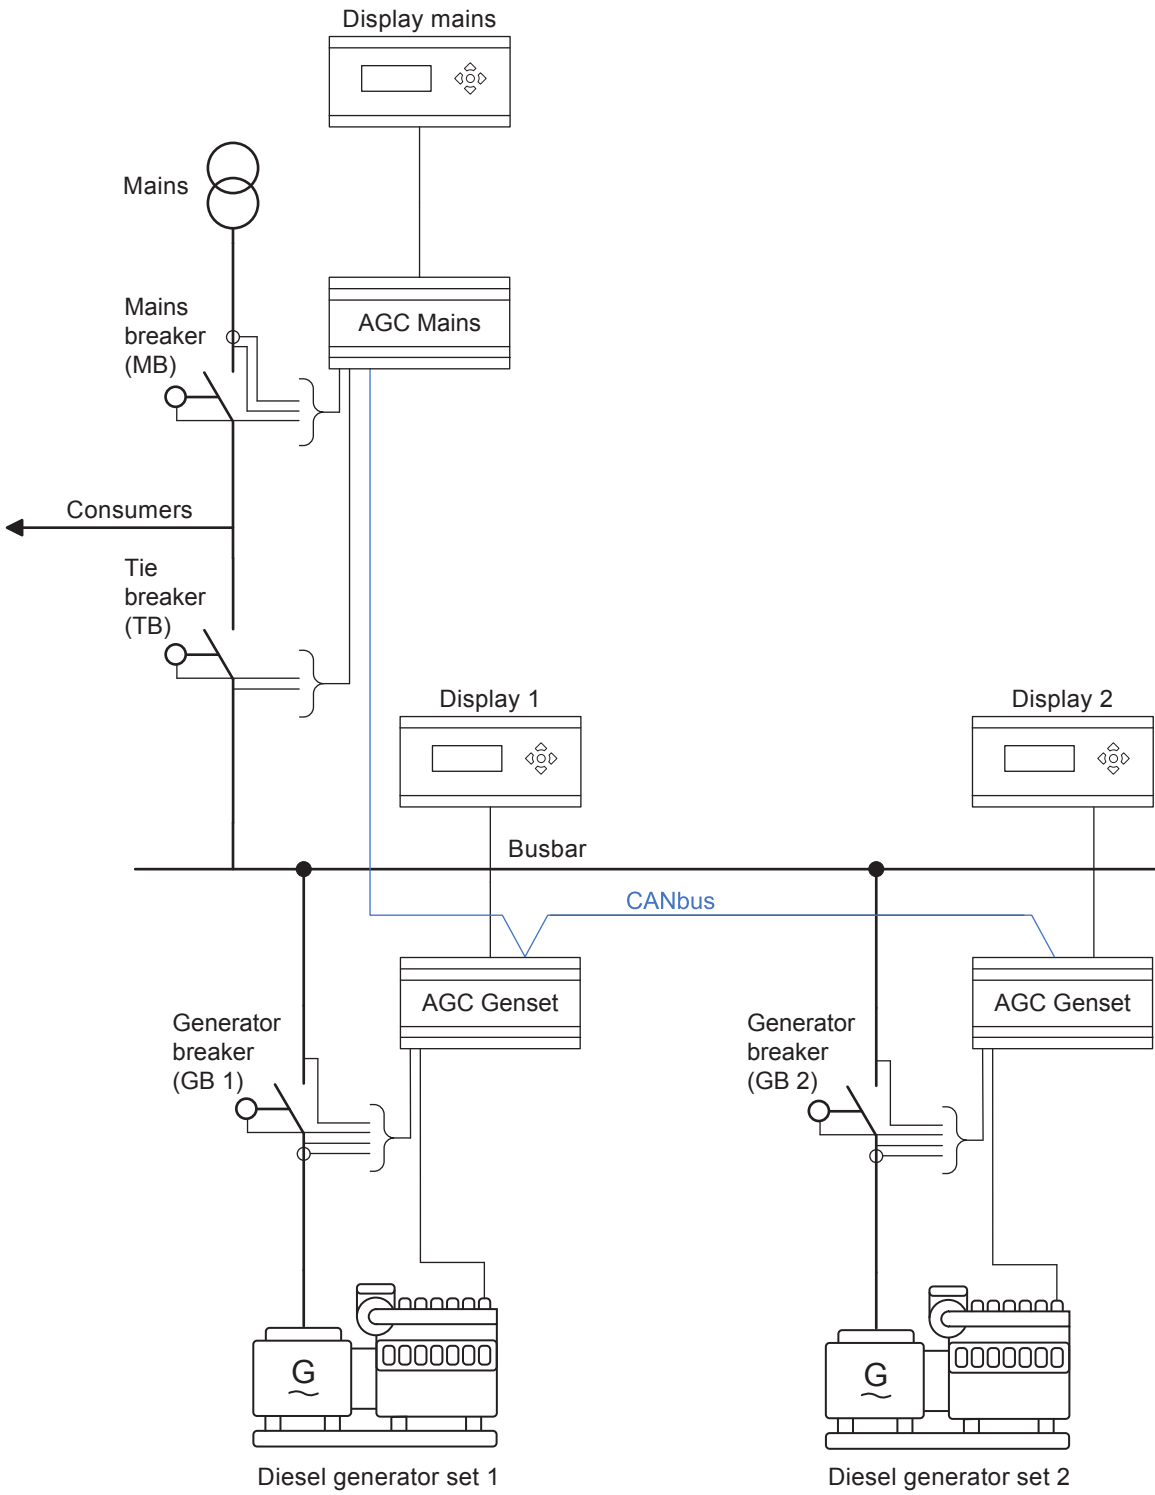 Display mains
Mains
Mains
breaker
(MB)
AGC Mains
Consumers
Tie
breaker
(TB)
Display 1
Display 2
Busbar
CANbus
AGC Genset
AGC Genset
Generator
breaker
(GB 1)
Generator
breaker
(GB 2)
G
G
Diesel generator set 1
Diesel generator set 2